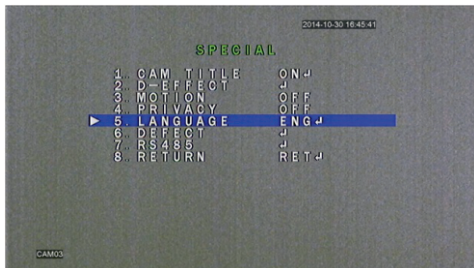 2014-10-30 16:45:41
SPECIAL
1. CAM TITLE ON↲
2. D-EFFECT ↲
3. MOTION OFF
4. PRIVACY OFF
5. LANGUAGE ENG↲
6. DEFECT ↲
7. RS485 ↲
8. RETURN RET↲
CAM03